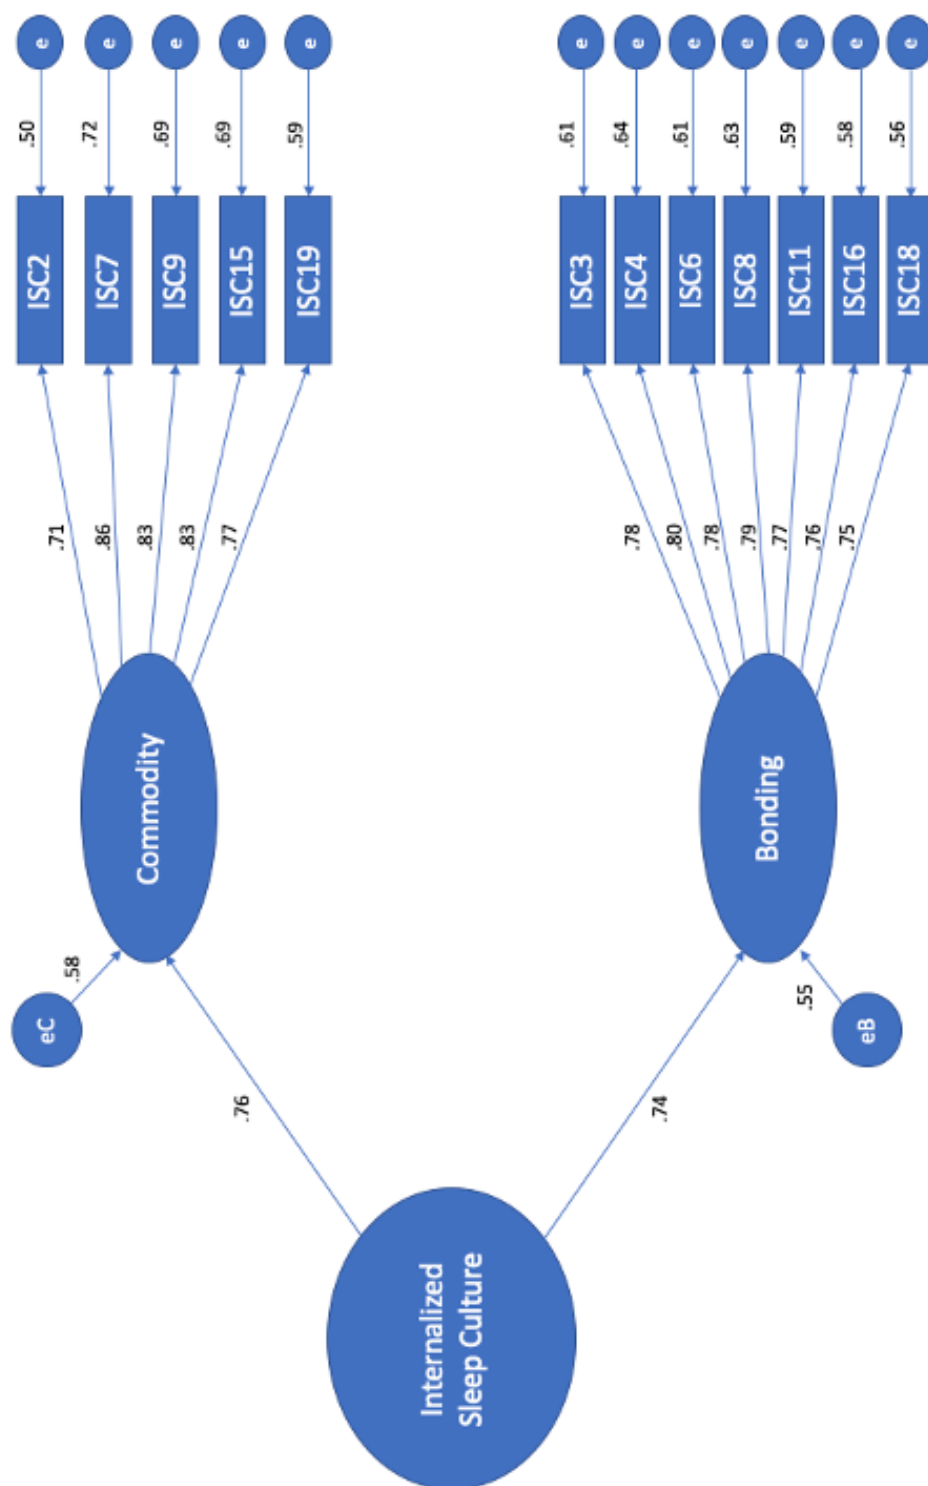 e
e
e
e
e
.50
.72
.69
.69
.59
ISC2
ISC7
ISC9
ISC15
ISC19
.71
.86
.83
.83
.77
Commodity
eC
.58
.76
e
e
e
e
e
e
e
.61
.64
.61
.63
.59
.58
.56
ISC3
ISC4
ISC6
ISC8
ISC11
ISC16
ISC18
.78
.80
.78
.79
.77
.76
.75
Bonding
eB
.55
.74
Internalized
Sleep Culture